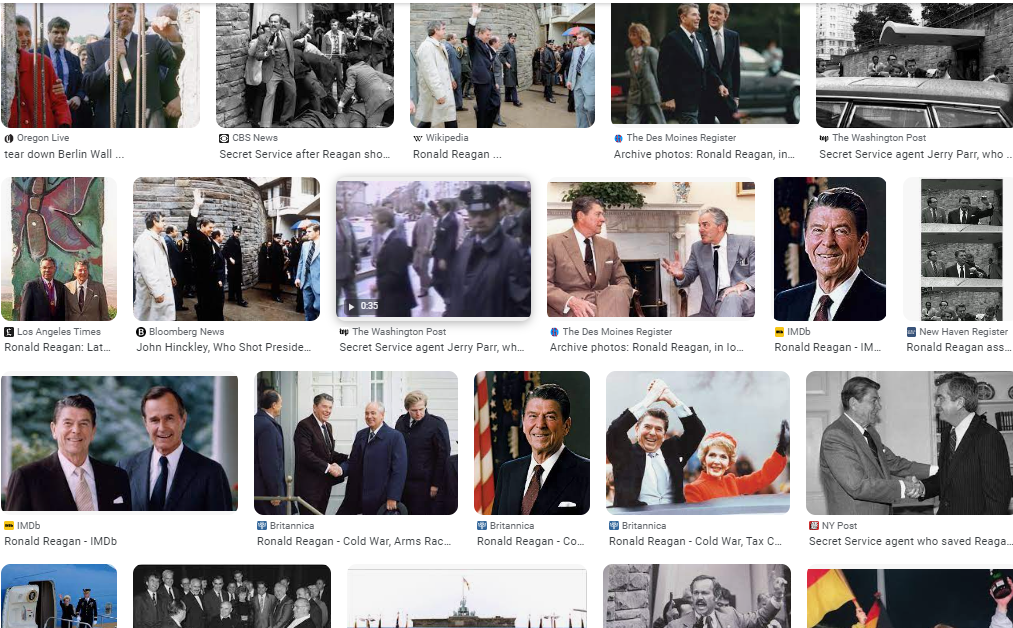 Oregon Live
CBS News
Wikipedia
The Des Moines Register
The Washington Post
tear down Berlin Wall ...
Secret Service after Reagan sho...
Ronald Reagan ...
Archive photos: Ronald Reagan, in...
Secret Service agent Jerry Parr, who ..
0:35
Los Angeles Times
Bloomberg News
The Washington Post
The Des Moines Register
IMDb
New Haven Register
Ronald Reagan: Lat...
John Hinckley, Who Shot Preside...
Secret Service agent Jerry Parr, wh...
Archive photos: Ronald Reagan, in Io...
Ronald Reagan - IM...
Ronald Reagan ass...
IMDb
Britannica
Britannica
Britannica
NY Post
Ronald Reagan - IMDb
Ronald Reagan - Cold War, Arms Rac...
Ronald Reagan - Co...
Ronald Reagan - Cold War, Tax C...
Secret Service agent who saved Reaga...